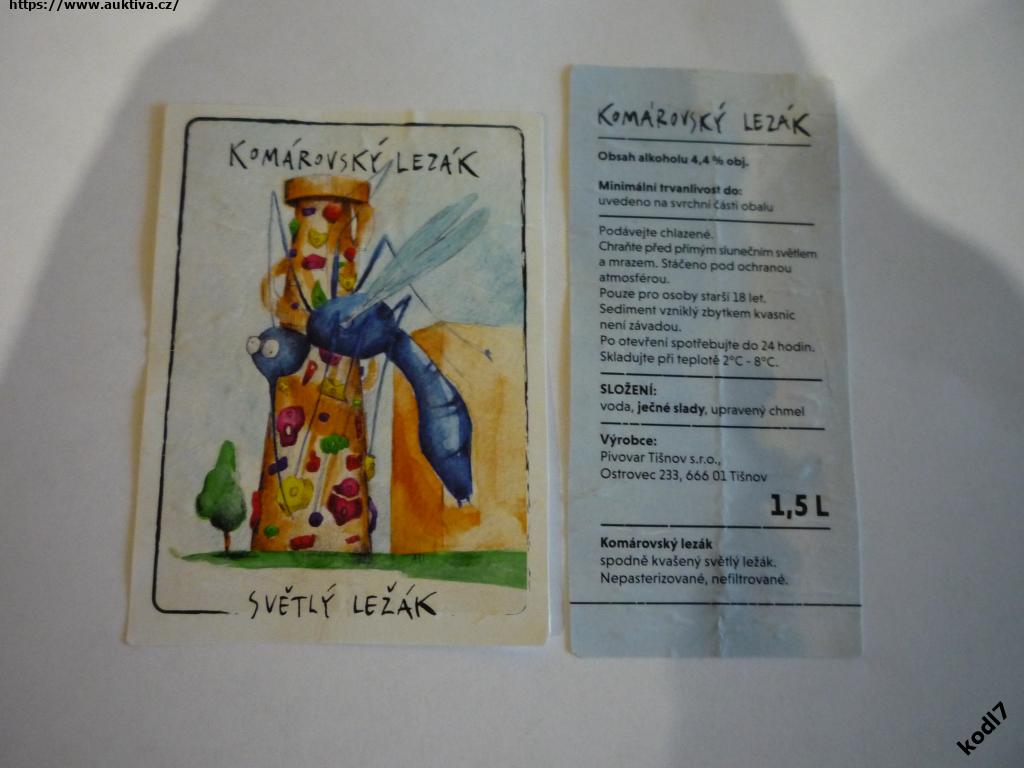 https://www.auktiva.cz/
KOMÁROVSKÝ LEZÁK
SVĚTLÝ LEŽÁK
KOMÁROVSKÝ LEZÁK
Obsah alkoholu 4,4 % obj.
Minimální trvanlivost do:
uvedeno na svrchní části obalu
Podávejte chlazené.
Chraňte před přímým slunečním světlem
a mrazem. Stáčeno pod ochranou
atmosférou.
Pouze pro osoby starší 18 let.
Sediment vzniklý zbytkem kvasnic
není závadou.
Po otevření spotřebujte do 24 hodin.
Skladujte při teplotě 2°C - 8°C.
SLOŽENÍ:
voda, ječné slady, upravený chmel
Výrobce:
Pivovar Tišnov s.r.o.,
Ostrovec 233, 666 01 Tišnov
1,5 L
Komárovský lezák
spodně kvašený světlý ležák.
Nepasterizované, nefiltrované.
kodl7